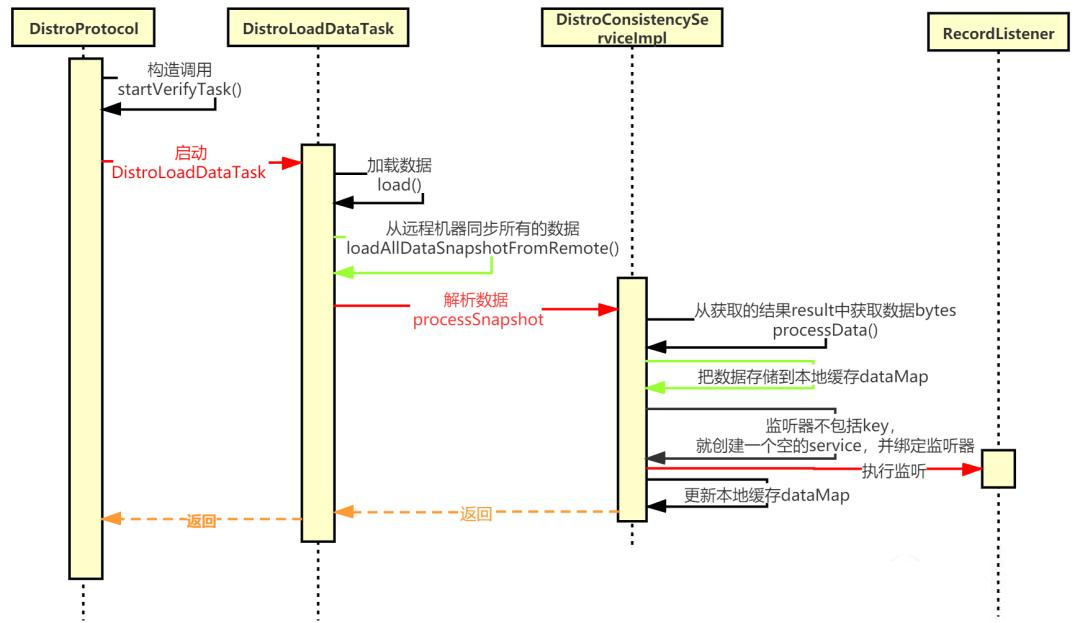 DistroProtocol
DistroLoadDataTask
DistroConsistencySe
rviceImpl
RecordListener
构造调用
startVerifyTask()
启动
DistroLoadDataTask
加载数据
load()
从远程机器同步所有的数据
loadAllDataSnapshotFromRemote()
解析数据
processSnapshot
从获取的结果result中获取数据bytes
processData()
把数据存储到本地缓存dataMap
监听器不包括key，
就创建一个空的service，并绑定监听器
执行监听
更新本地缓存dataMap
返回
返回